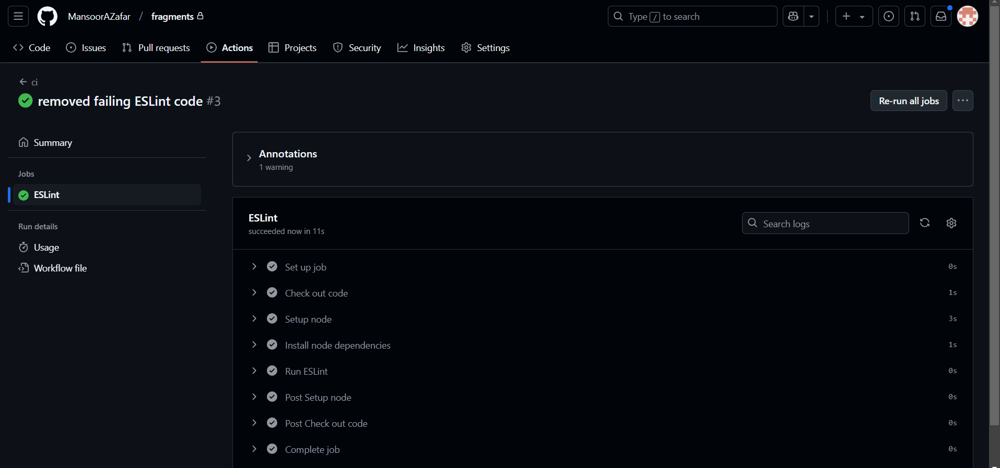 MansoorAZafar / fragments
Type / to search
Code Issues Pull requests Actions Projects Security Insights Settings
ci
removed failing ESLint code #3
Re-run all jobs
Summary
Jobs
ESLint
Run details
Usage
Workflow file
Annotations
1 warning
ESLint
succeeded now in 11s
Search logs
Set up job 0s
Check out code 1s
Setup node 3s
Install node dependencies 1s
Run ESLint 0s
Post Setup node 0s
Post Check out code 0s
Complete job 0s